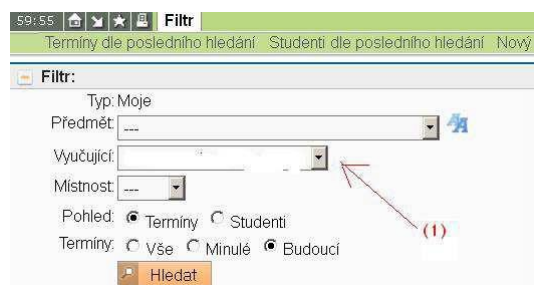 59:55 Filtr
Termíny dle posledního hledání Studenti dle posledního hledání Nový
Filtr:
Typ: Moje
Předmět: ---
Vyučující:
Místnost: ---
Pohled: Termíny Studenti
(1)
Termíny: Vše Minulé Budoucí
Hledat